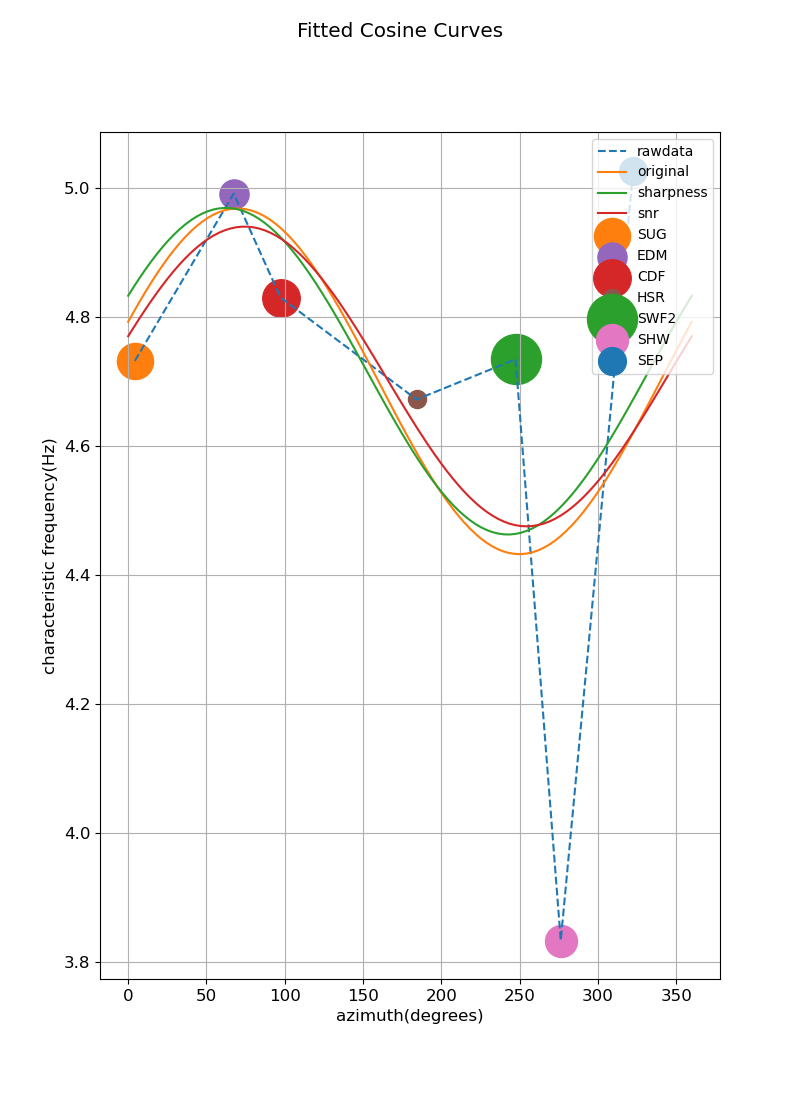 Fitted Cosine Curves
rawdata
original
sharpness
snr
SUG
EDM
CDF
HSR
SWF2
SHW
SEP
5.0
4.8
4.6
4.4
4.2
4.0
3.8
characteristic frequency(Hz)
0 50 100 150 200 250 300 350
azimuth(degrees)